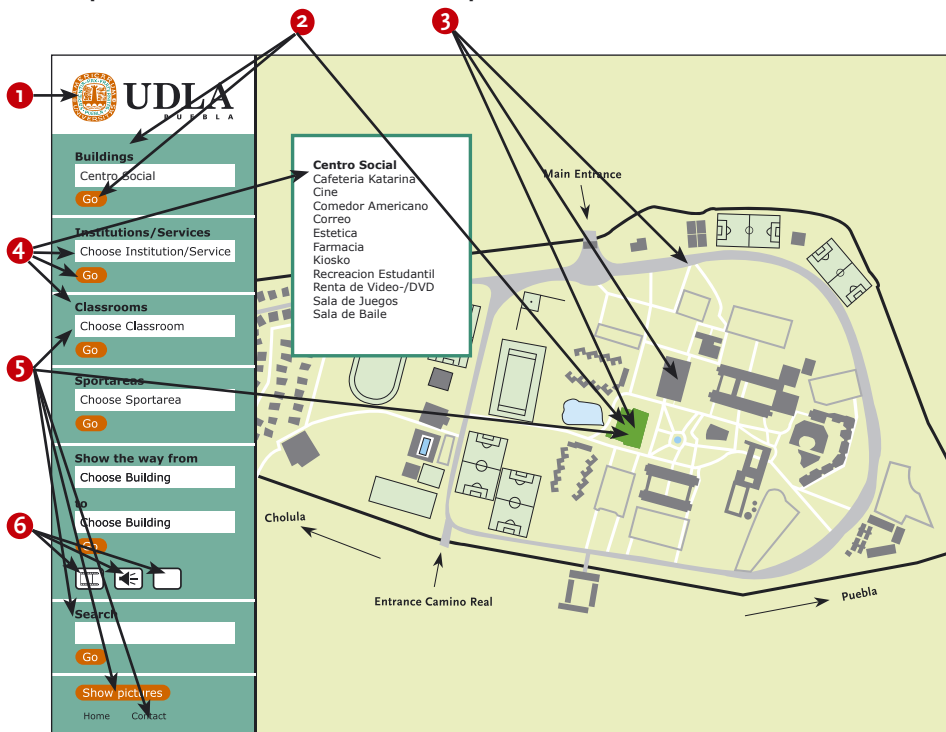 2
3
1
UDLA
PUEBLA
Buildings
Centro Social
Go
4
Institutions/Services
Choose Institution/Service
Go
Classrooms
Choose Classroom
Go
5
Sportareas
Choose Sportarea
Go
Show the way from
Choose Building
to
Choose Building
6
Go
Search
Go
Show pictures
Home
Contact
Centro Social
Cafeteria Katarina
Cine
Comedor Americano
Correo
Estetica
Farmacia
Kiosko
Recreacion Estudantil
Renta de Video-/DVD
Sala de Juegos
Sala de Baile
Main Entrance
Cholula
Entrance Camino Real
Puebla